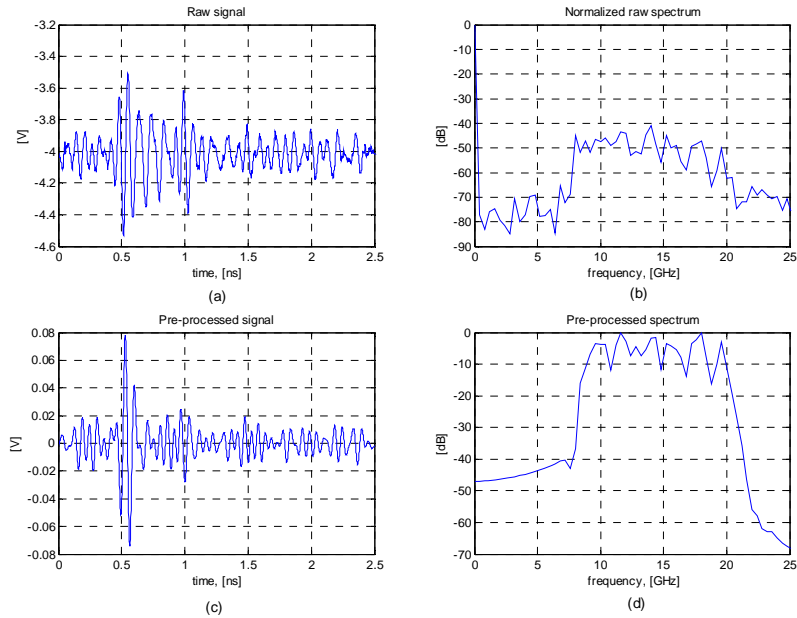 Raw signal
-3.2
-3.4
-3.6
-3.8
-4
-4.2
-4.4
-4.6
[V]
0 0.5 1 1.5 2 2.5
time, [ns]
(a)
Normalized raw spectrum
0
-10
-20
-30
-40
-50
-60
-70
-80
-90
[dB]
0 5 10 15 20 25
frequency, [GHz]
(b)
Pre-processed signal
0.08
0.06
0.04
0.02
0
-0.02
-0.04
-0.06
-0.08
[V]
0 0.5 1 1.5 2 2.5
time, [ns]
(c)
Pre-processed spectrum
0
-10
-20
-30
-40
-50
-60
-70
[dB]
0 5 10 15 20 25
frequency, [GHz]
(d)